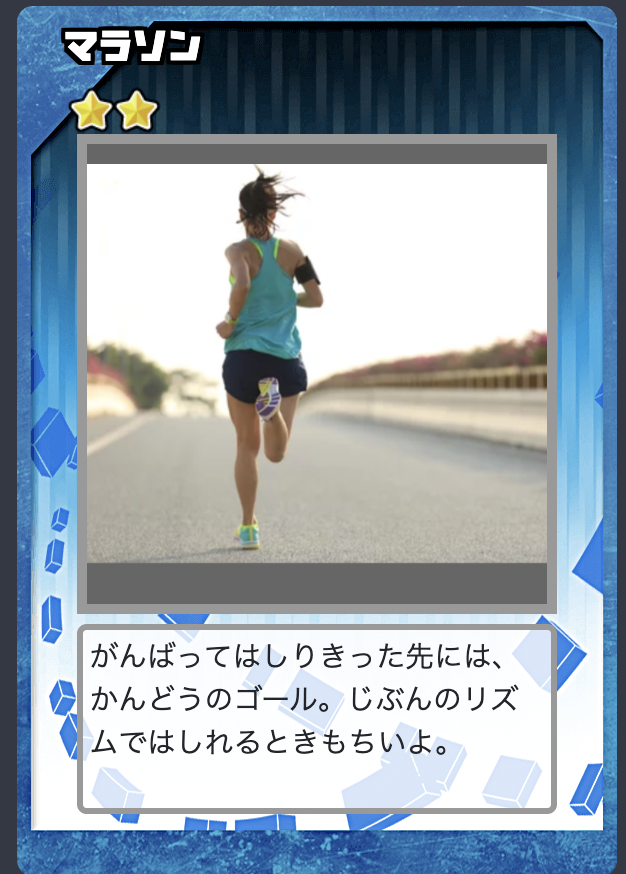 マラソン
がんばってはしりきった先には、
かんどうのゴール。じぶんのリズ
ムではしれるときもちいよ。